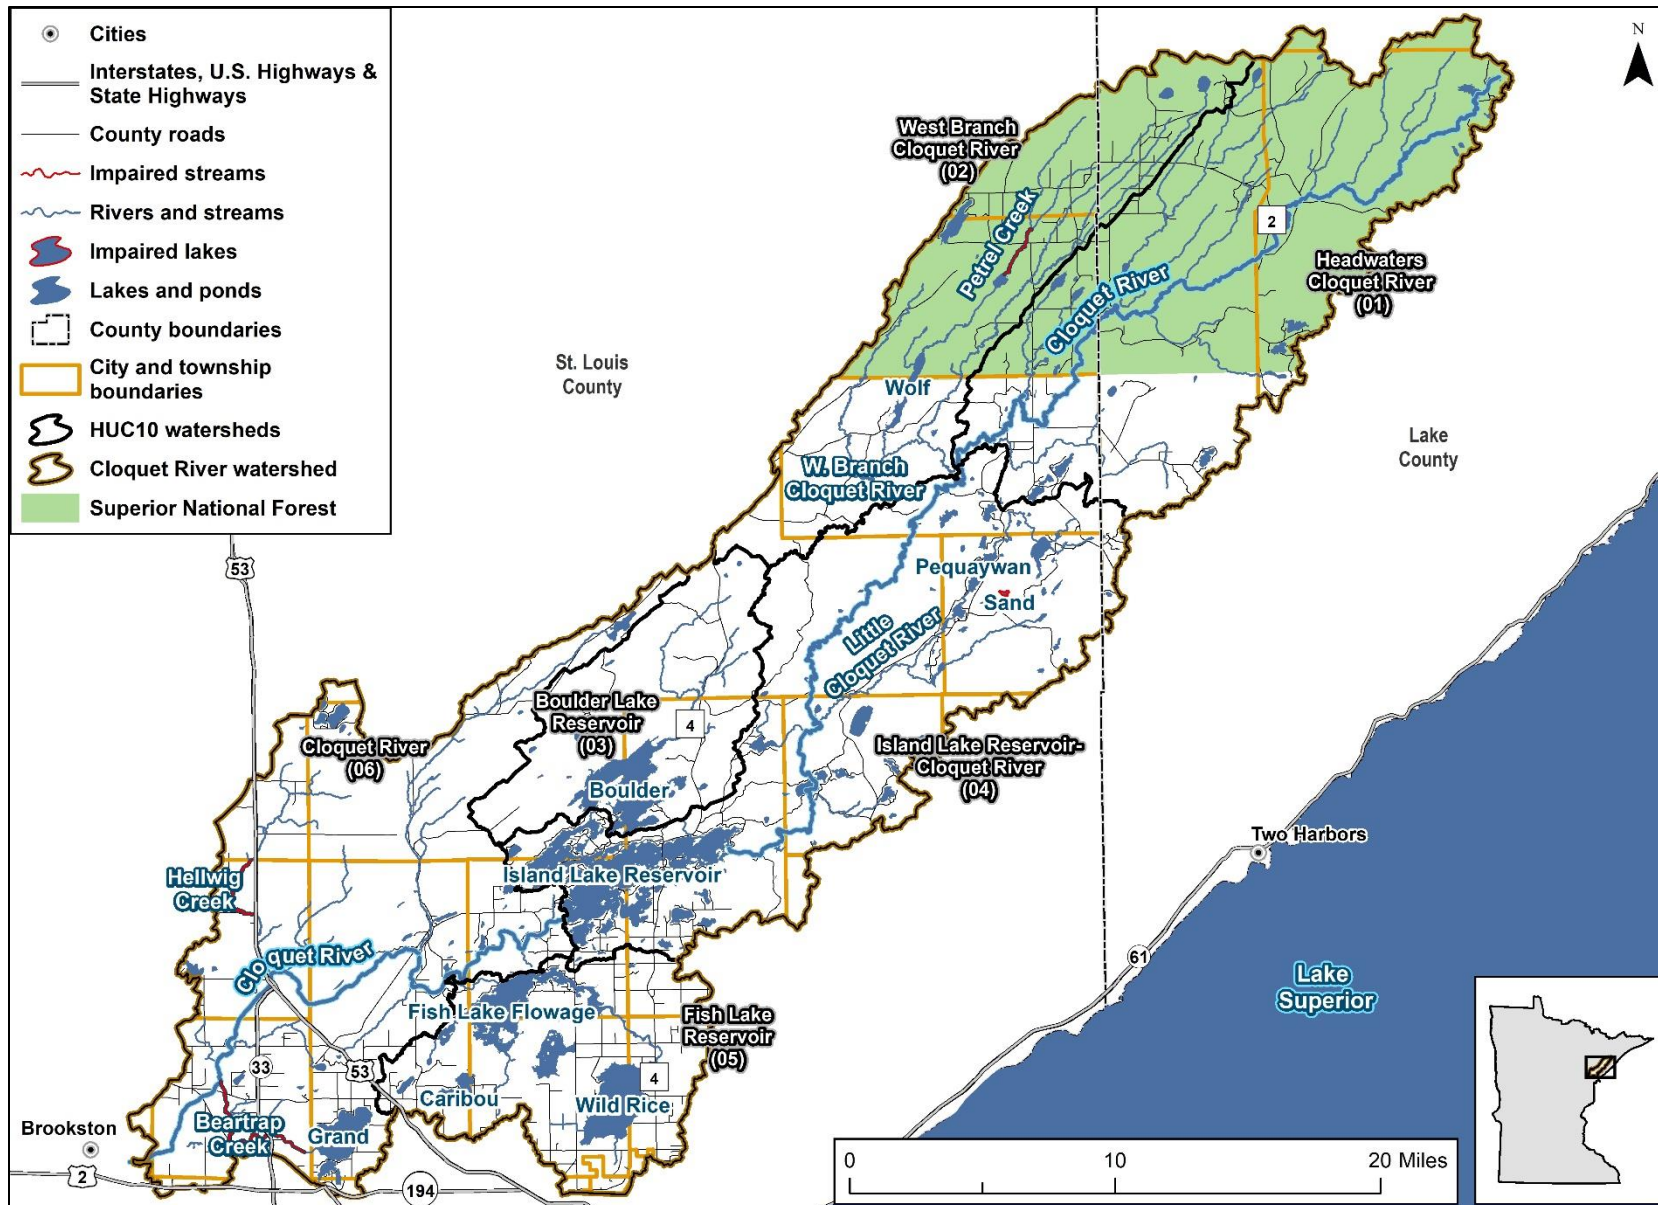 Cities
Interstates, U.S. Highways &
State Highways
County roads
Impaired streams
Rivers and streams
Impaired lakes
Lakes and ponds
County boundaries
City and township
boundaries
HUC10 watersheds
Cloquet River watershed
Superior National Forest
N
West Branch
Cloquet River
(02)
Petrel Creek
2
Headwaters
Cloquet River
(01)
Cloquet River
St. Louis
County
Wolf
Lake
County
W. Branch
Cloquet River
53
Pequaywan
Sand
Little
Cloquet River
Boulder Lake
Reservoir
(03)
4
Cloquet River
(06)
Island Lake Reservoir-
Cloquet River
(04)
Boulder
Two Harbors
Island Lake Reservoir
Hellwig
Creek
Cloquet River
61
Lake
Superior
Fish Lake Flowage
Fish Lake
Reservoir
(05)
33
53
4
Caribou
Wild Rice
Brookston
Beartrap
Creek
Grand
2
194
0
10
20 Miles